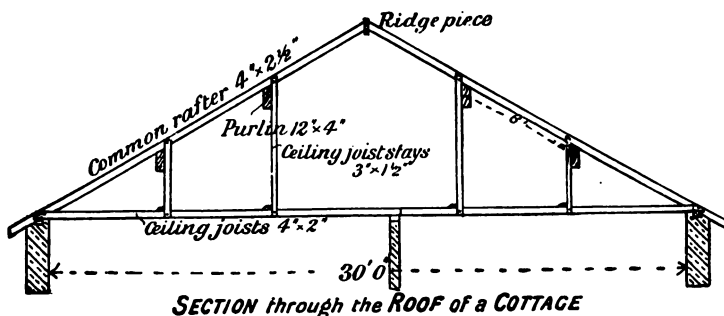 Ridge piece
Common rafter 4"×2½"
Purlin 12"×4"
6'
Ceiling joist stays
3"×1½"
Ceiling joists 4"×2"
30'0"
SECTION through the ROOF of a COTTAGE